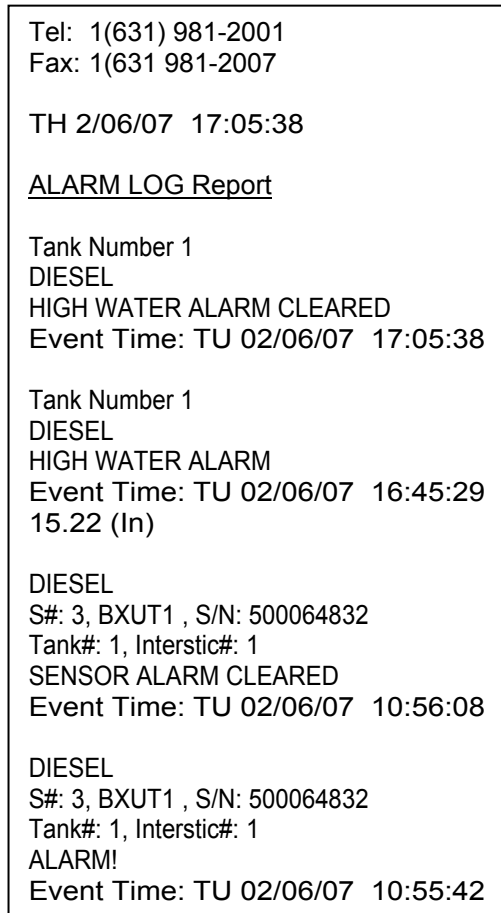 Tel: 1(631) 981-2001
Fax: 1(631 981-2007
TH 2/06/07 17:05:38
ALARM LOG Report
Tank Number 1
DIESEL
HIGH WATER ALARM CLEARED
Event Time: TU 02/06/07 17:05:38
Tank Number 1
DIESEL
HIGH WATER ALARM
Event Time: TU 02/06/07 16:45:29
15.22 (In)
DIESEL
S#: 3, BXUT1 , S/N: 500064832
Tank#: 1, Interstic#: 1
SENSOR ALARM CLEARED
Event Time: TU 02/06/07 10:56:08
DIESEL
S#: 3, BXUT1 , S/N: 500064832
Tank#: 1, Interstic#: 1
ALARM!
Event Time: TU 02/06/07 10:55:42